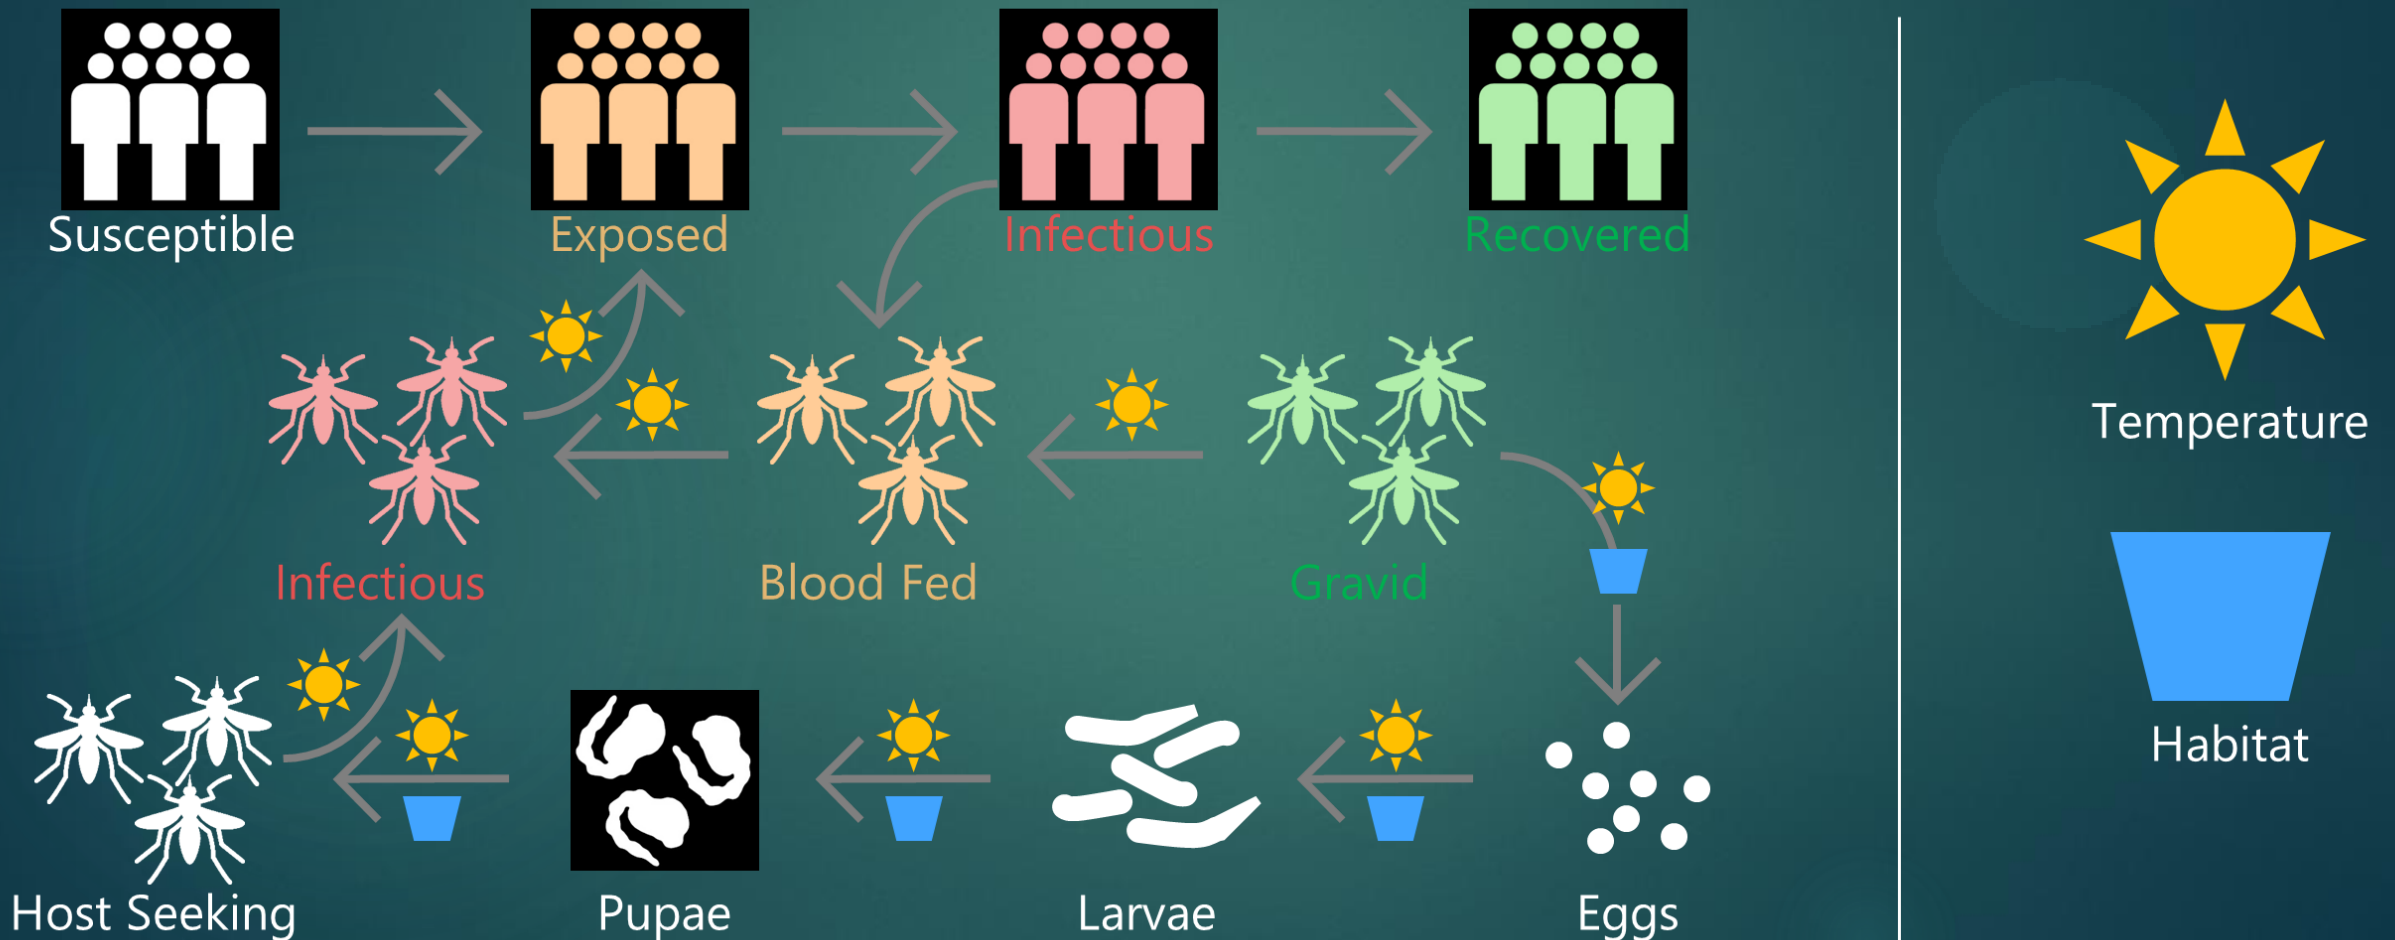 Susceptible
Exposed
Infectious
Recovered
Infectious
Blood Fed
Gravid
Host Seeking
Pupae
Larvae
Eggs
Temperature
Habitat